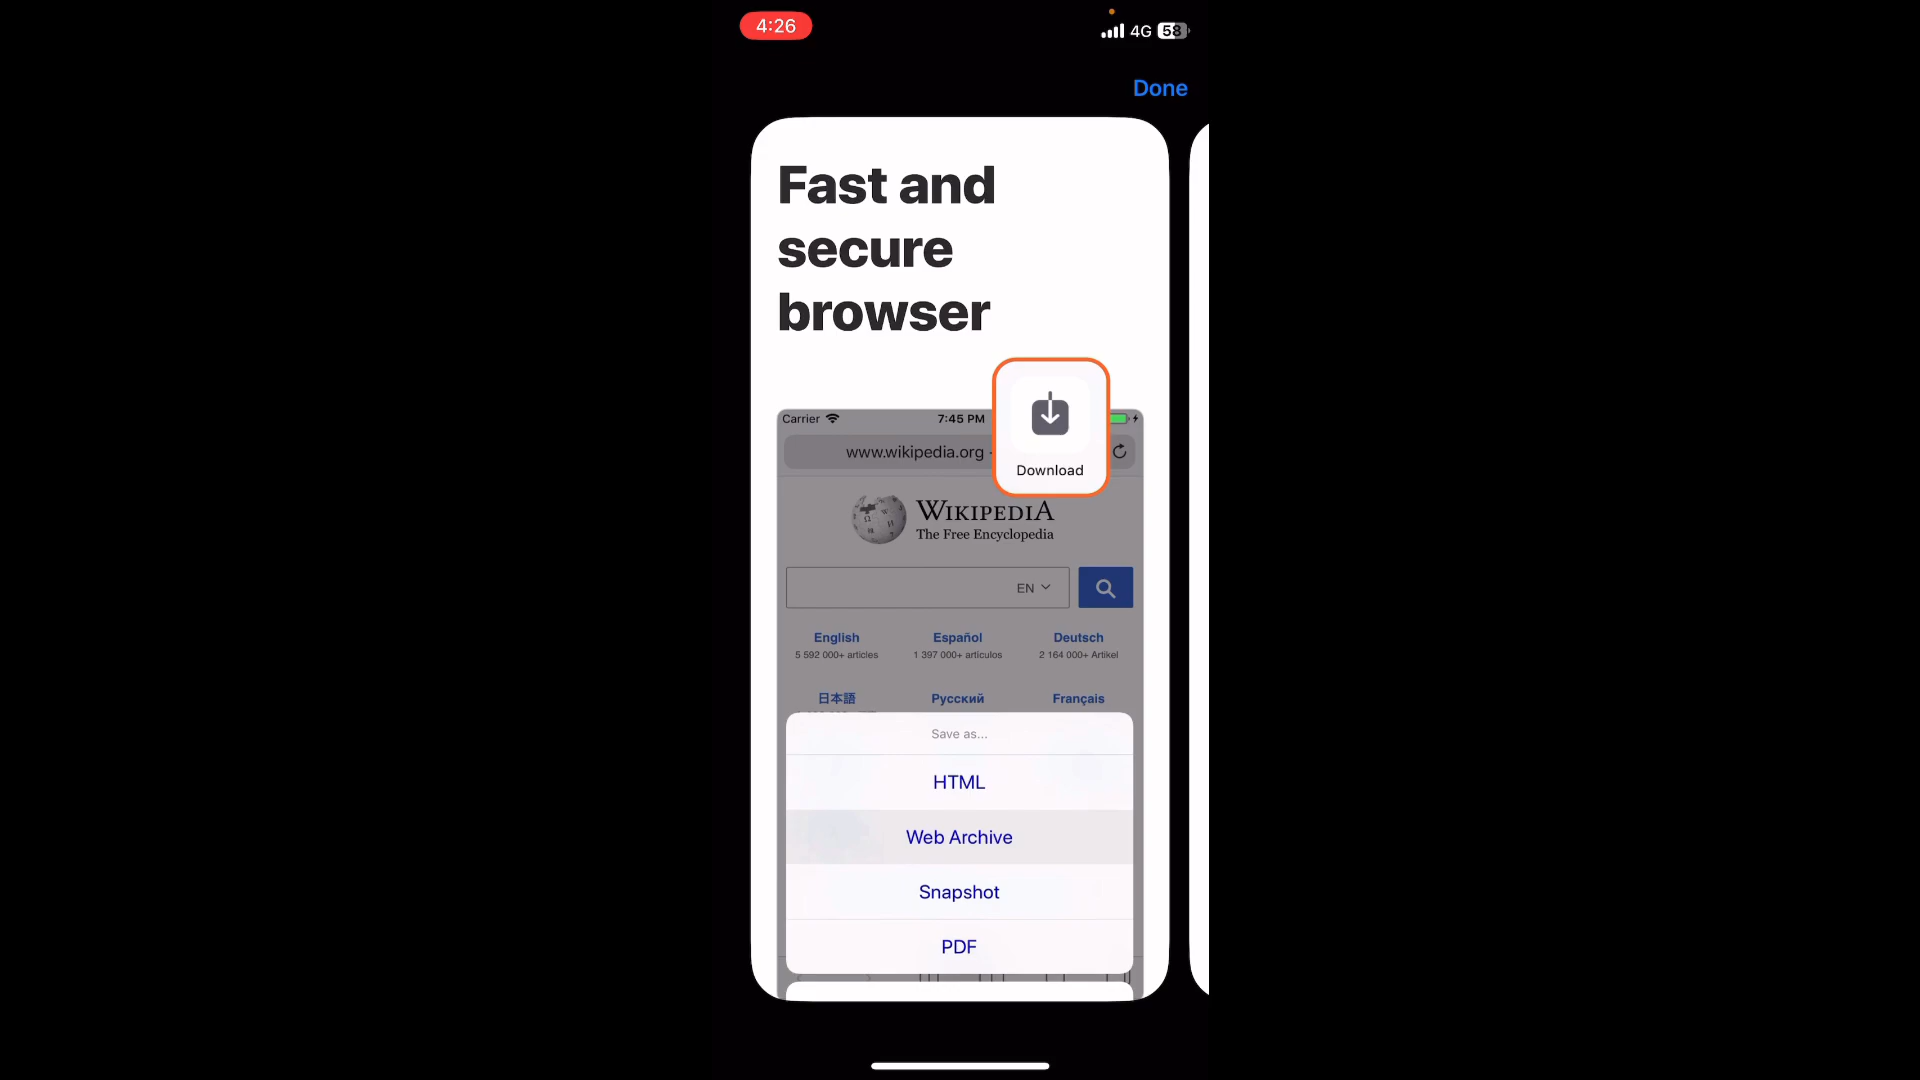 4:26
4G 58
Done
Fast and
secure
browser
Download
Carrier 7:45 PM
www.wikipedia.org
WIKIPEDIA
The Free Encyclopedia
EN
English Español Deutsch
5 592 000+ articles 1 397 000+ artículos 2 164 000+ Artikel
日本語 Русский Français
Save as...
HTML
Web Archive
Snapshot
PDF